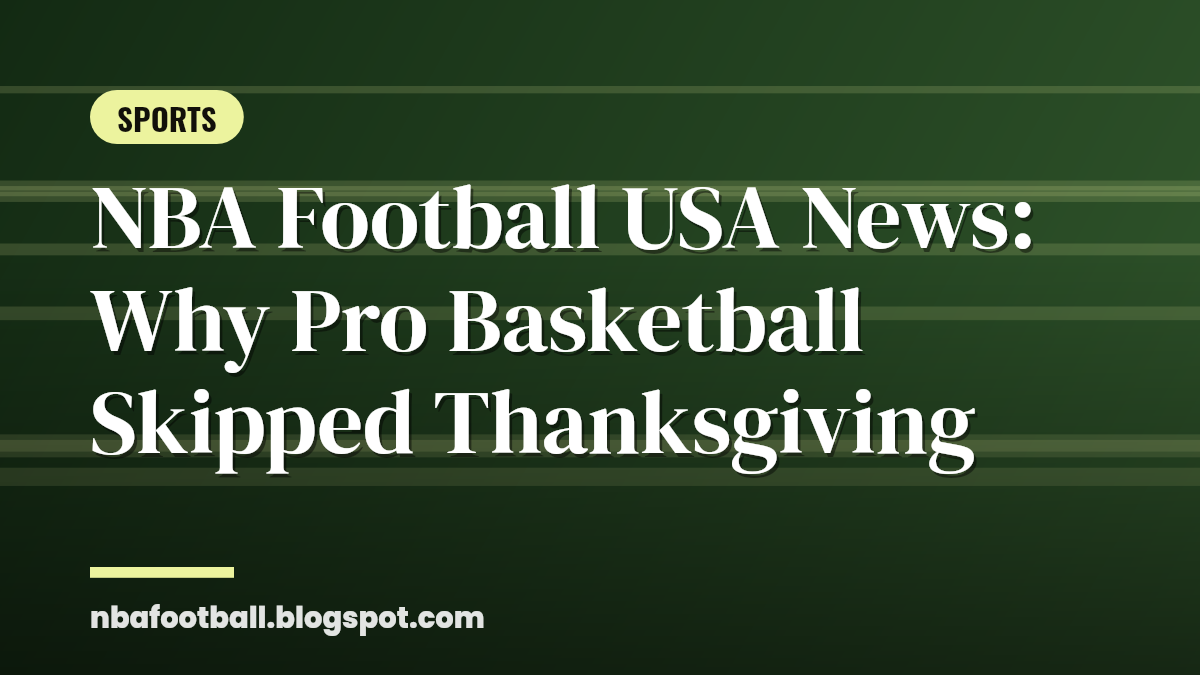 SPORTS
NBA Football USA News:
Why Pro Basketball
Skipped Thanksgiving
nbafootball.blogspot.com